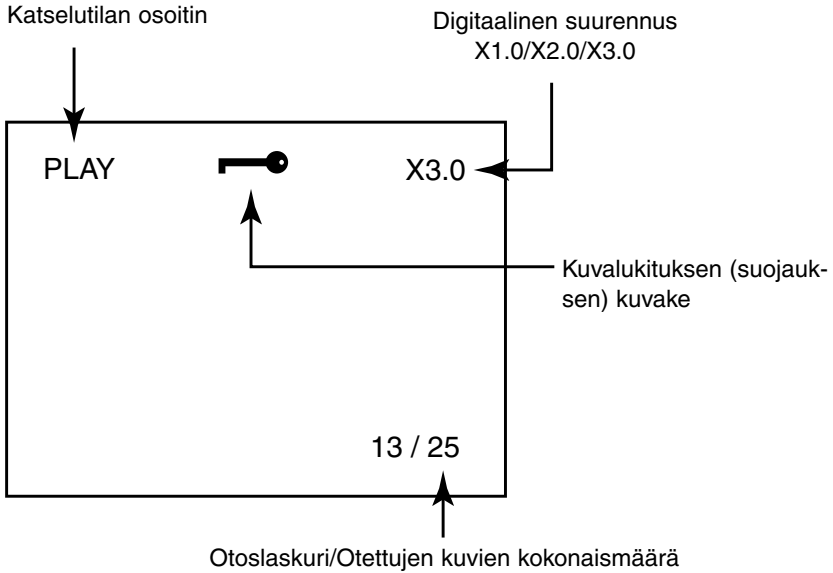 Katselutilan osoitin
Digitaalinen suurennus
X1.0/X2.0/X3.0
PLAY
X3.0
Kuvalukituksen (suojauk-
sen) kuvake
13 / 25
Otoslaskuri/Otettujen kuvien kokonaismäärä